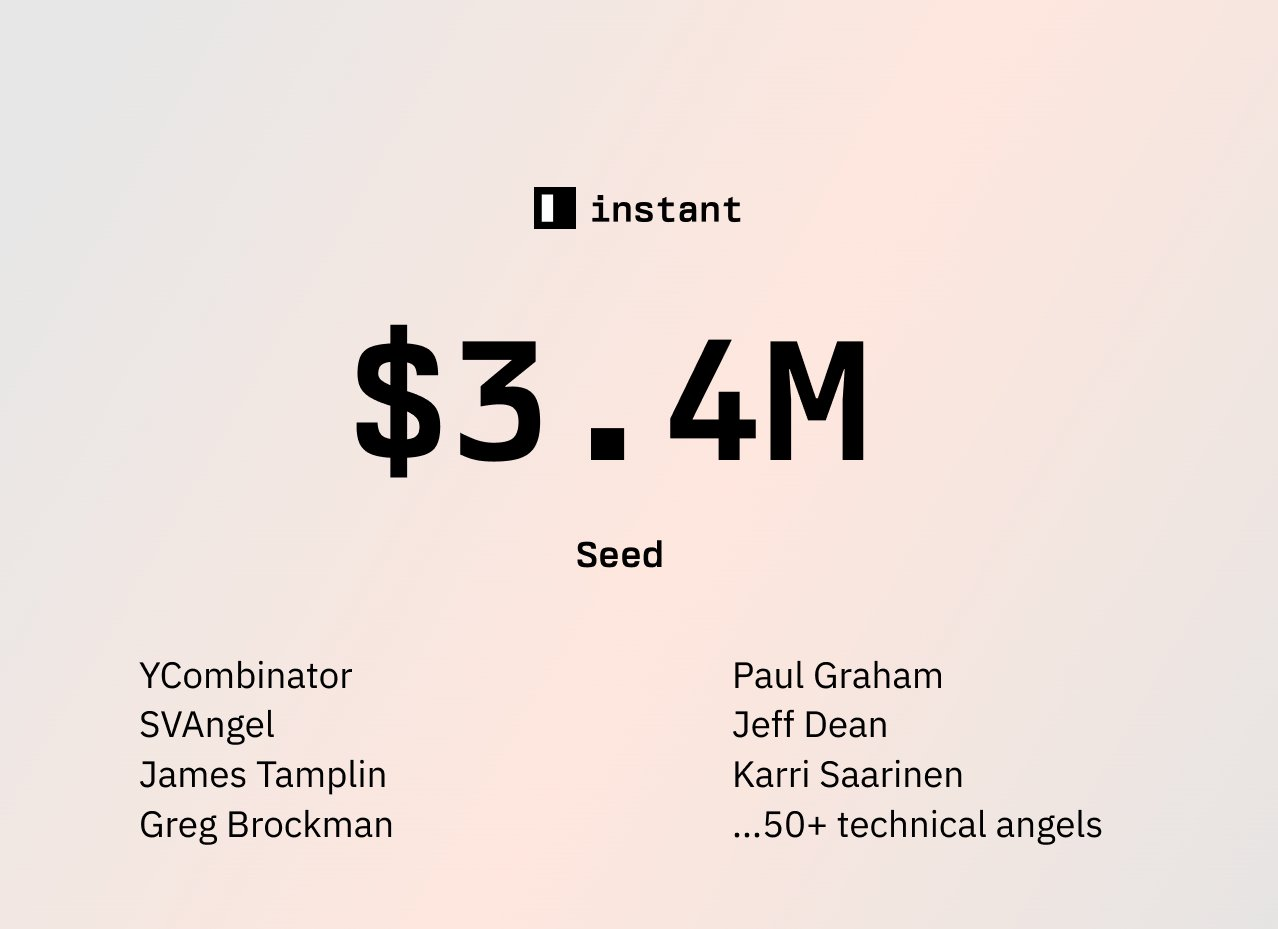 instant
$3.4M
Seed
YCombinator
SVAngel
James Tamplin
Greg Brockman
Paul Graham
Jeff Dean
Karri Saarinen
...50+ technical angels